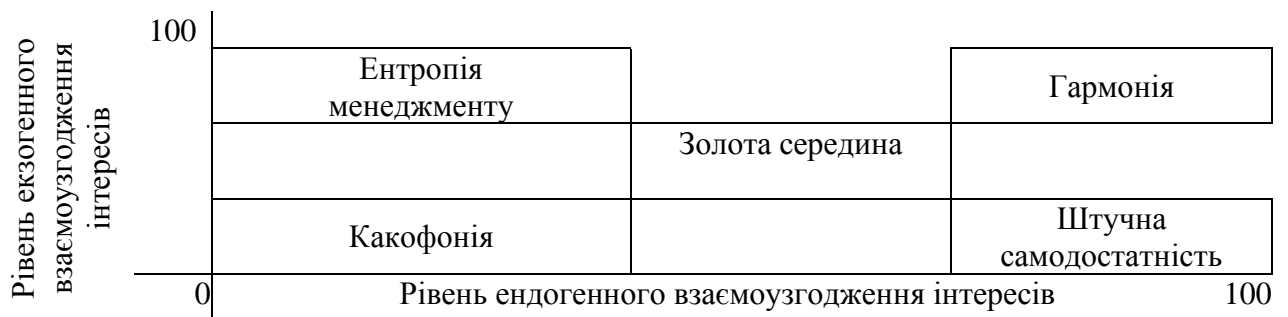 Рівень екзогенного
взаємоузгодження
інтересів
100
Ентропія
менеджменту
Гармонія
Золота середина
Какофонія
Штучна
самодостатність
0
Рівень ендогенного взаємоузгодження інтересів
100